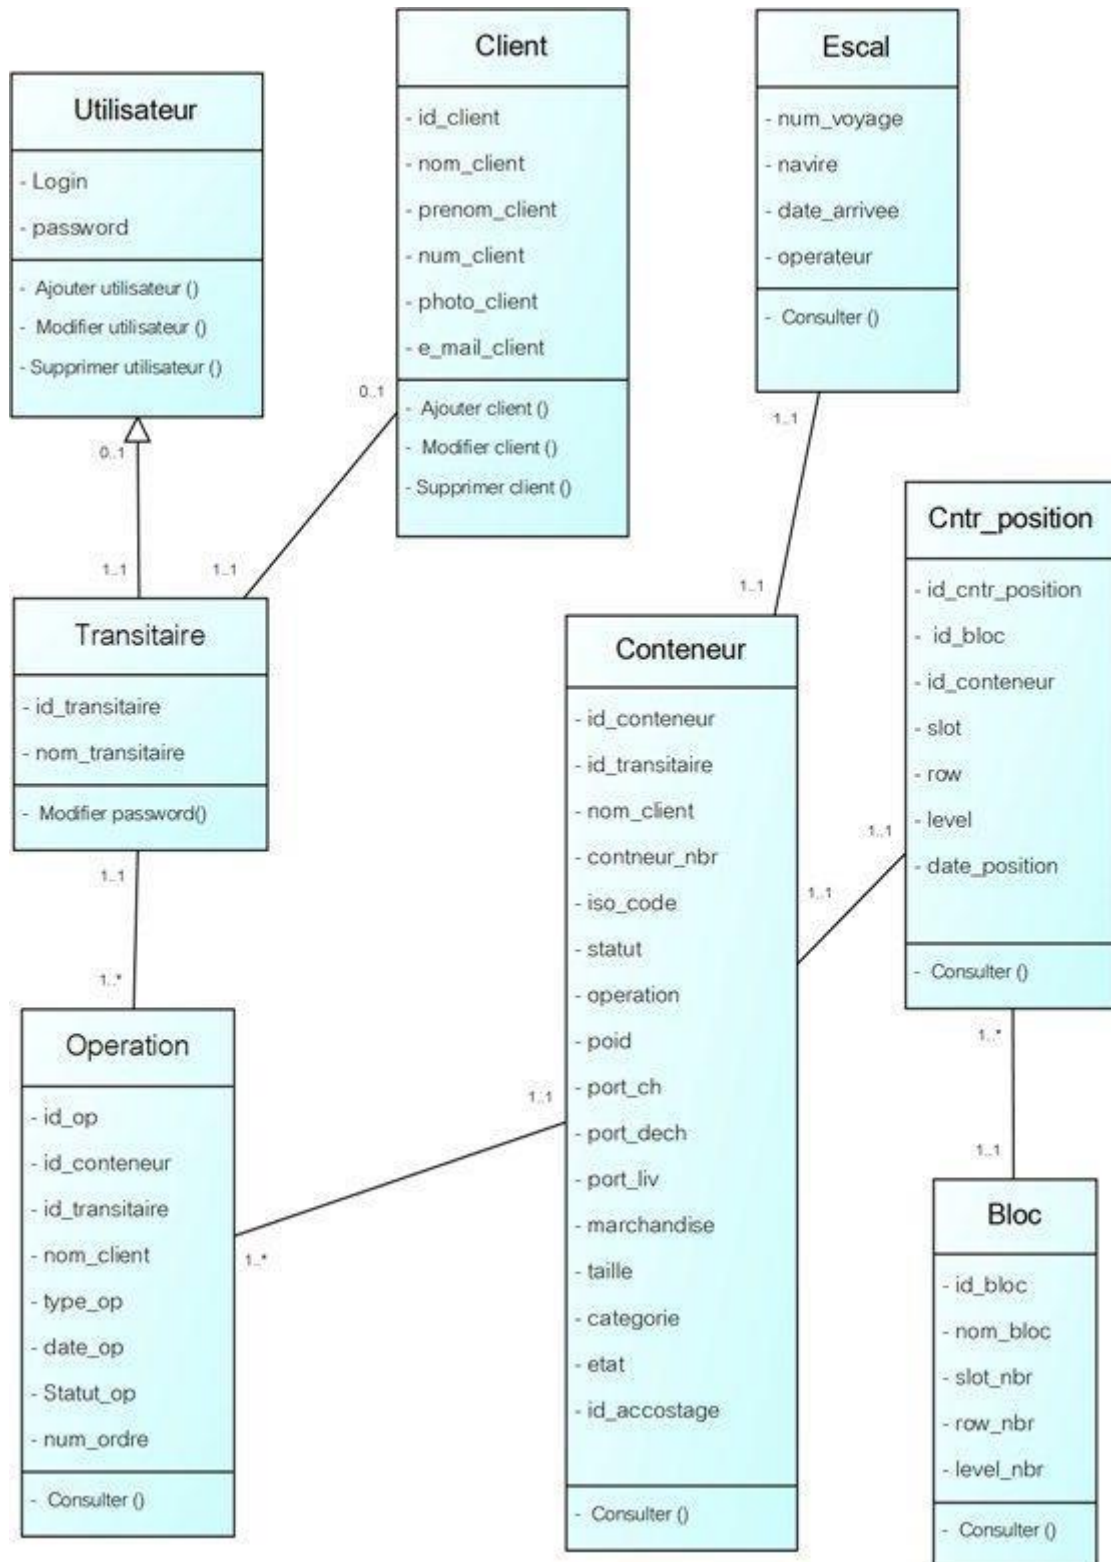 Utilisateur
- Login
- password
- Ajouter utilisateur ()
- Modifier utilisateur ()
- Supprimer utilisateur ()
0..1
1..1
Client
- id_client
- nom_client
- prenom_client
- num_client
- photo_client
- e_mail_client
- Ajouter client ()
- Modifier client ()
- Supprimer client ()
0..1
1..1
Escal
- num_voyage
- navire
- date_arrivee
- operateur
- Consulter ()
1..1
1..1
Transitaire
- id_transitaire
- nom_transitaire
- Modifier password()
1..1
1..*
Operation
- id_op
- id_conteneur
- id_transitaire
- nom_client
- type_op
- date_op
- Statut_op
- num_ordre
- Consulter ()
1..*
1..1
Conteneur
- id_conteneur
- id_transitaire
- nom_client
- contneur_nbr
- iso_code
- statut
- operation
- poid
- port_ch
- port_dech
- port_liv
- marchandise
- taille
- categorie
- etat
- id_accostage
- Consulter ()
1..1
1..1
Cntr_position
- id_cntr_position
- id_bloc
- id_conteneur
- slot
- row
- level
- date_position
- Consulter ()
1..*
1..1
Bloc
- id_bloc
- nom_bloc
- slot_nbr
- row_nbr
- level_nbr
- Consulter ()